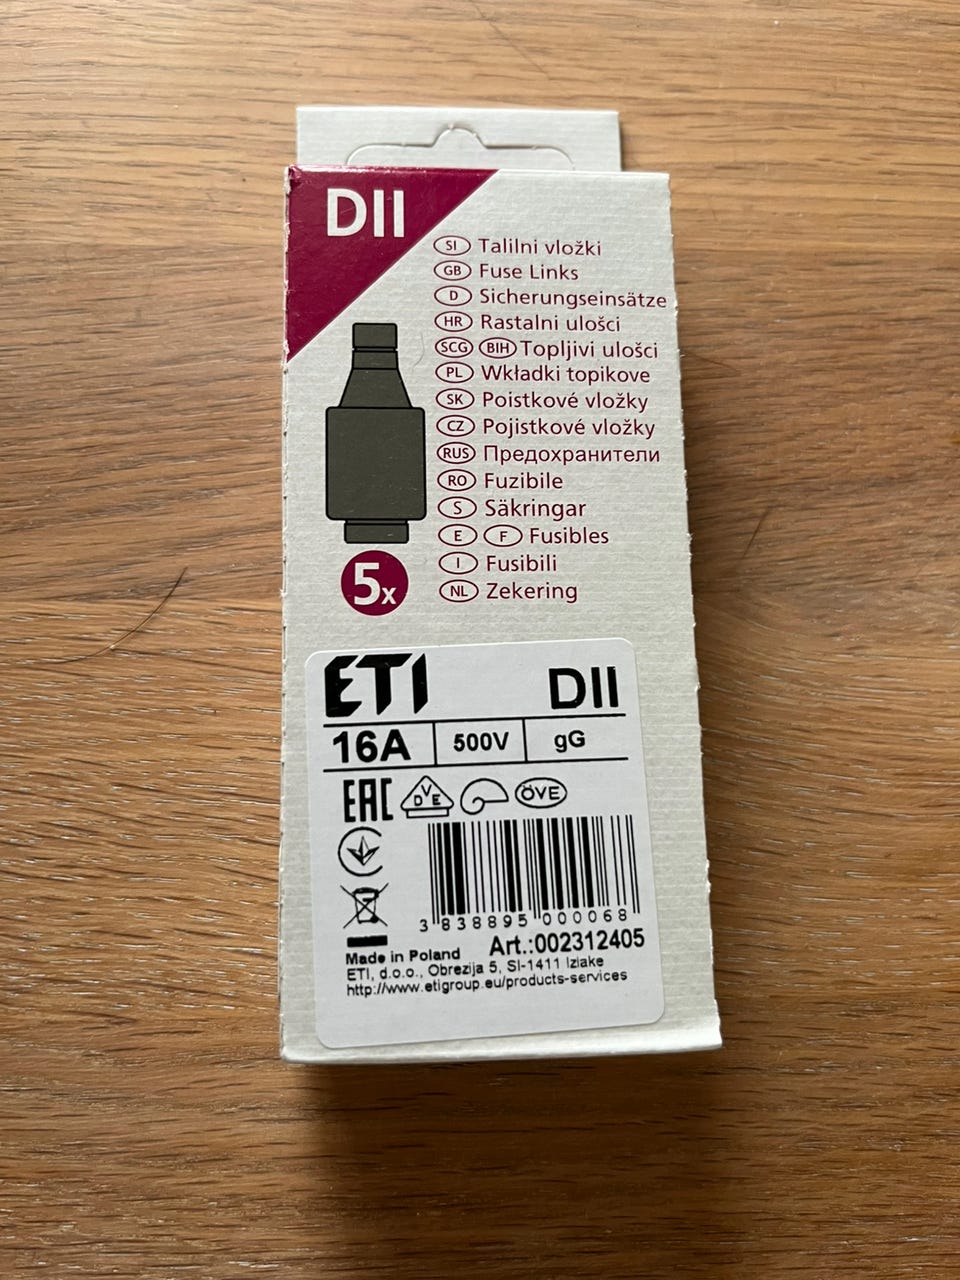 DII
SI Talilni vložki
GB Fuse Links
D Sicherungseinsätze
HR Rastalni ulošci
SCG BIH Topljivi ulošci
PL Wkładki topikove
SK Poistkové vložky
CZ Pojistkové vložky
RUS Предохранители
RO Fuzibile
S Säkringar
E F Fusibles
I Fusibili
NL Zekering
5x
ETI DII
16A 500V gG
EAC DVE ÖVE
3 838895 000068
Art.:002312405
Made in Poland
ETI, d.o.o., Obrezija 5, SI-1411 Izlake
http://www.etigroup.eu/products-services